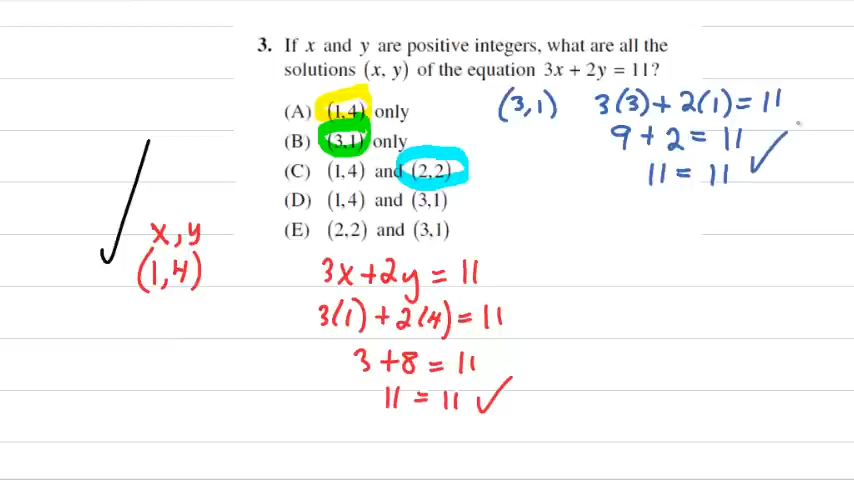 3. If x and y are positive integers, what are all the
solutions (x, y) of the equation 3x + 2y = 11?
(A) (1,4) only
(B) (3,1) only
(C) (1,4) and (2,2)
(D) (1,4) and (3,1)
(E) (2,2) and (3,1)
(3,1) 3(3) + 2(1) = 11
9 + 2 = 11
11 = 11 ✓
x, y
(1,4)
3x + 2y = 11
3(1) + 2(4) = 11
3 + 8 = 11
11 = 11 ✓